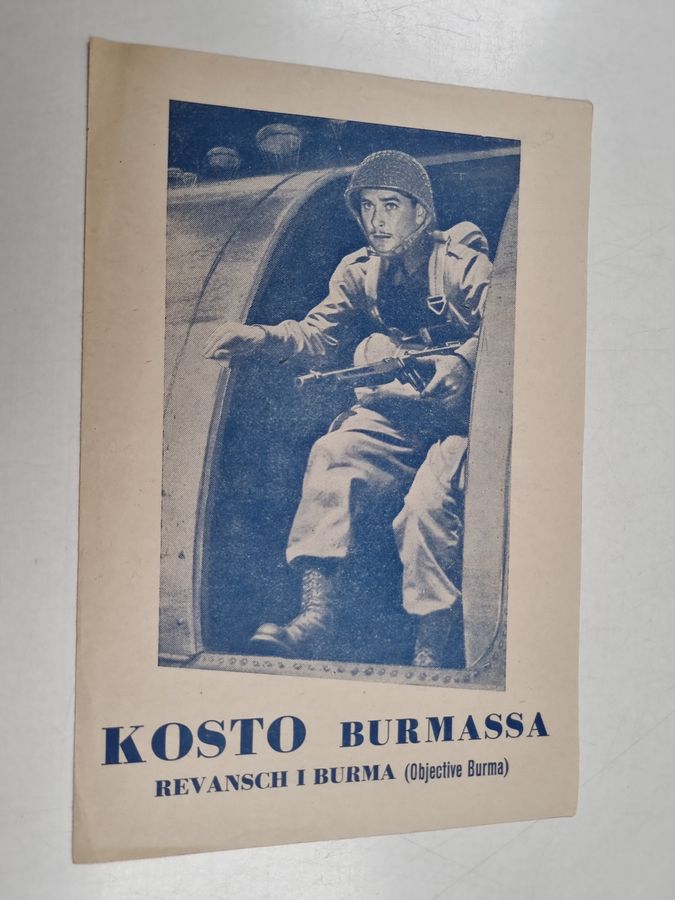 KOSTO BURMASSA
REVANSCH I BURMA (Objective Burma)